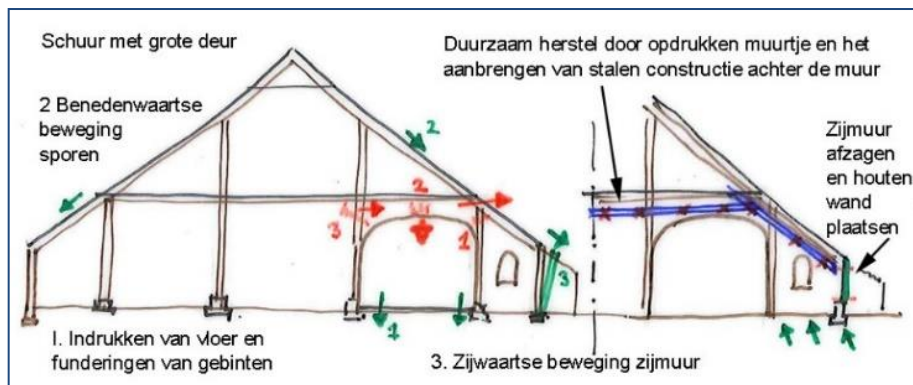 Schuur met grote deur
2 Benedenwaartse
beweging
sporen
Duurzaam herstel door opdrukken muurtje en het
aanbrengen van stalen constructie achter de muur
Zijmuur
afzagen
en houten
wand
plaatsen
2
2
3
1
3
1
1. Indrukken van vloer en
funderingen van gebinten
3. Zijwaartse beweging zijmuur